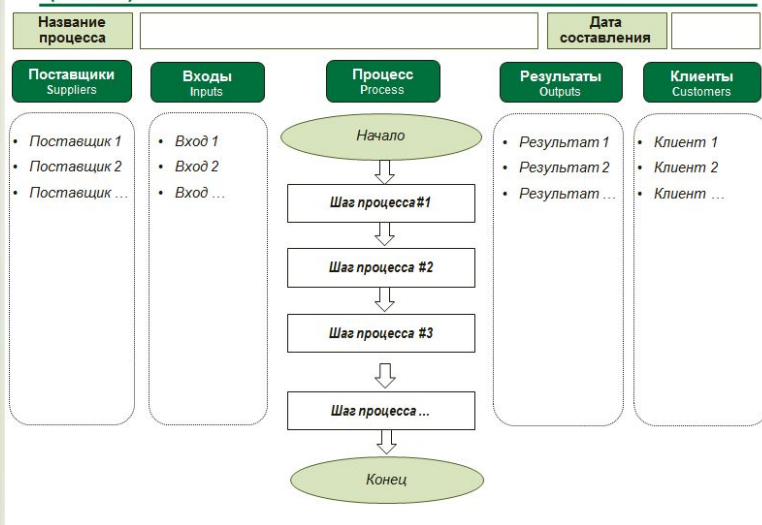 Название
процесса
Дата
составления
Поставщики
Suppliers
Входы
Inputs
Процесс
Process
Результаты
Outputs
Клиенты
Customers
• Поставщик 1
• Поставщик 2
• Поставщик ...
• Вход 1
• Вход 2
• Вход ...
Начало
Шаг процесса#1
Шаг процесса #2
Шаг процесса #3
Шаг процесса ...
Конец
• Результат 1
• Результат 2
• Результат ...
• Клиент 1
• Клиент 2
• Клиент ...